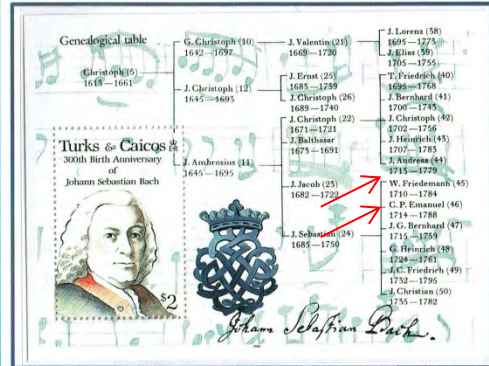 Genealogical table
Christoph (5)
1613 — 1661
G. Christoph (10)
1642 — 1697
J. Christoph (12)
1645 — 1693
J. Ambrosius (11)
1645 — 1695
J. Valentin (21)
1669 — 1720
J. Ernst (25)
1683 — 1739
J. Christoph (26)
1689 — 1740
J. Christoph (22)
1671 — 1721
J. Balthasar
1673 — 1691
J. Jacob (23)
1682 — 1722
J. Sebastian (24)
1685 — 1750
J. Lorenz (38)
1695 — 1773
J. Elias (39)
1705 — 1755
T. Friedrich (40)
1695 — 1768
J. Bernhard (41)
1700 — 1743
J. Christoph (42)
1702 — 1756
J. Heinrich (43)
1707 — 1783
J. Andreas (44)
1713 — 1779
W. Friedemann (45)
1710 — 1784
C. P. Emanuel (46)
1714 — 1788
J. G. Bernhard (47)
1715 — 1739
G. Heinrich (48)
1724 — 1761
J. C. Friedrich (49)
1732 — 1795
J. Christian (50)
1735 — 1782
Turks & Caicos
300th Birth Anniversary
of
Johann Sebastian Bach
$2
Johann Sebastian Bach.